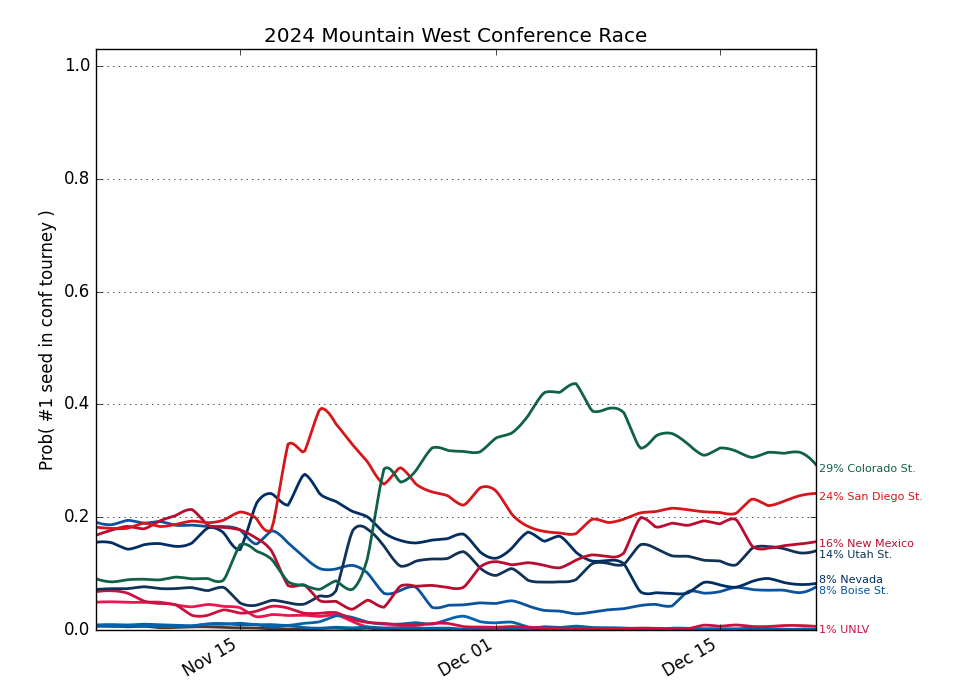 2024 Mountain West Conference Race
Prob( #1 seed in conf tourney )
1.0
0.8
0.6
0.4
0.2
0.0
Nov 15
Dec 01
Dec 15
29% Colorado St.
24% San Diego St.
16% New Mexico
14% Utah St.
8% Nevada
8% Boise St.
1% UNLV